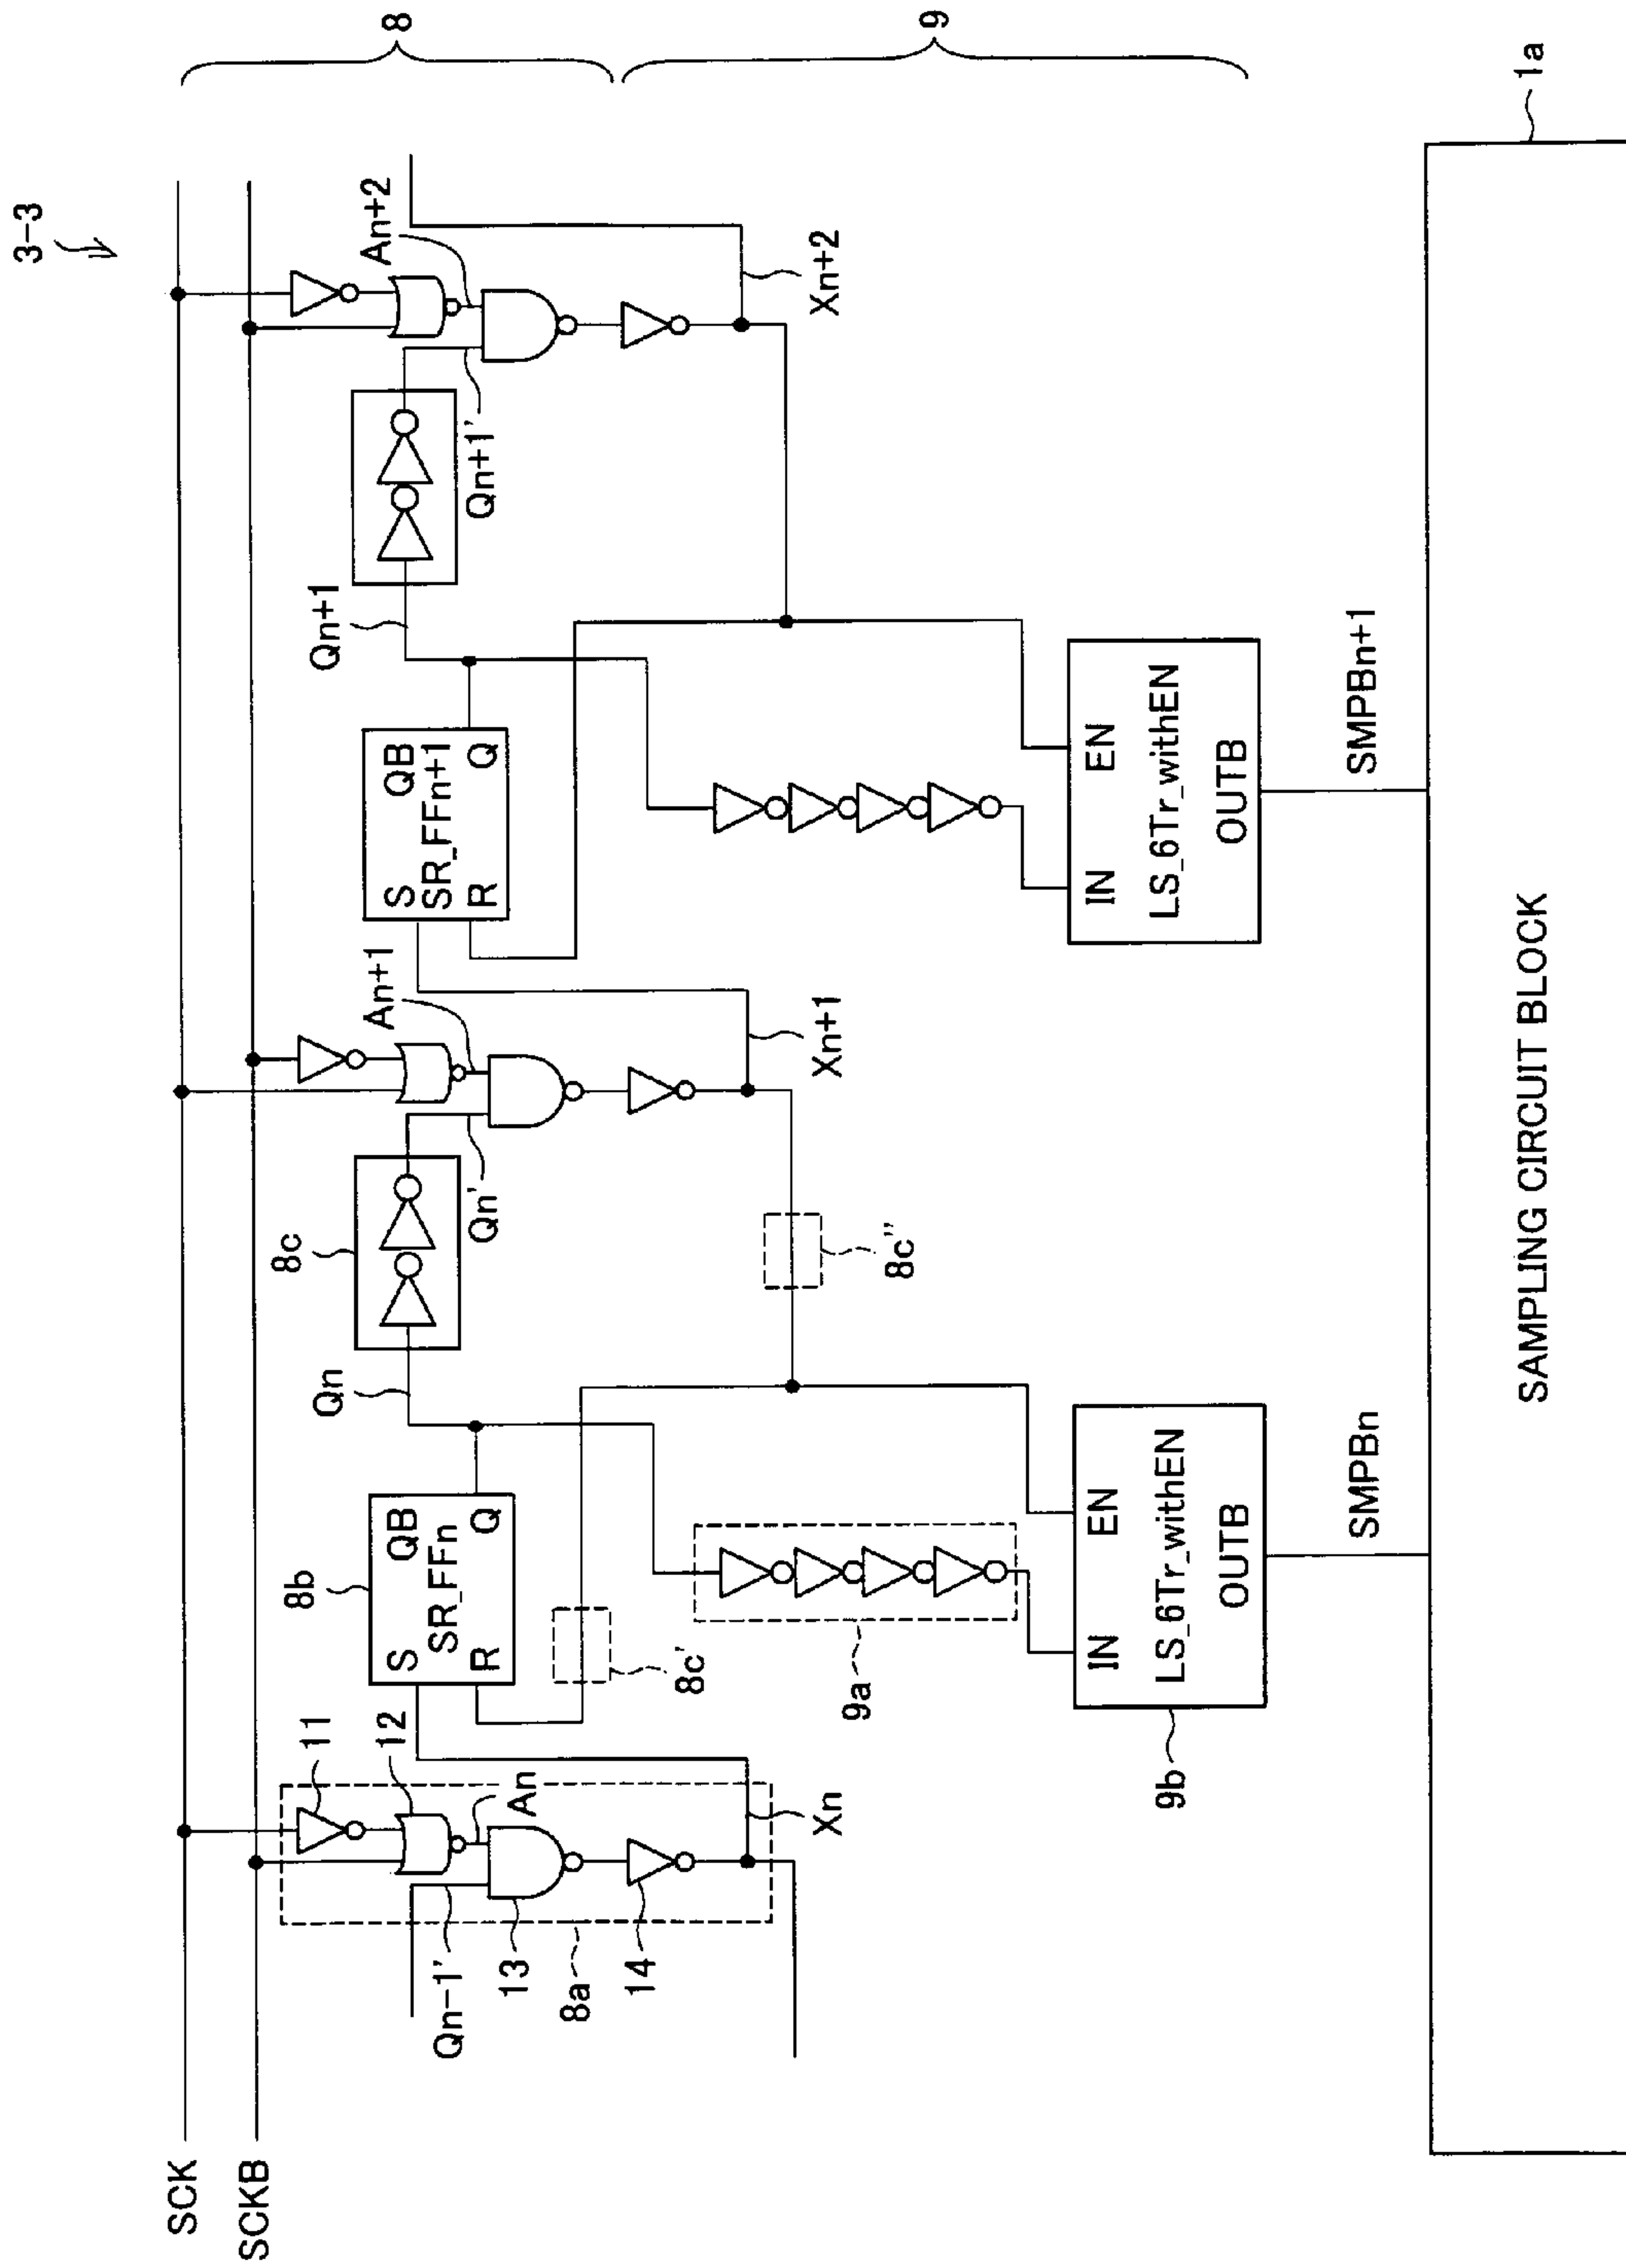 3-3
SCK
SCKB
8
9
11
12
An
Qn-1'
13
8a
14
Xn
8b
S QB
SR_FFn
R Q
8c'
Qn
8c
Qn'
An+1
Xn+1
8c''
S QB
SR_FFn+1
R Q
Qn+1
Qn+1'
An+2
Xn+2
9a
IN EN
LS_6Tr_withEN
OUTB
9b
IN EN
LS_6Tr_withEN
OUTB
SMPBn
SMPBn+1
1a
SAMPLING CIRCUIT BLOCK